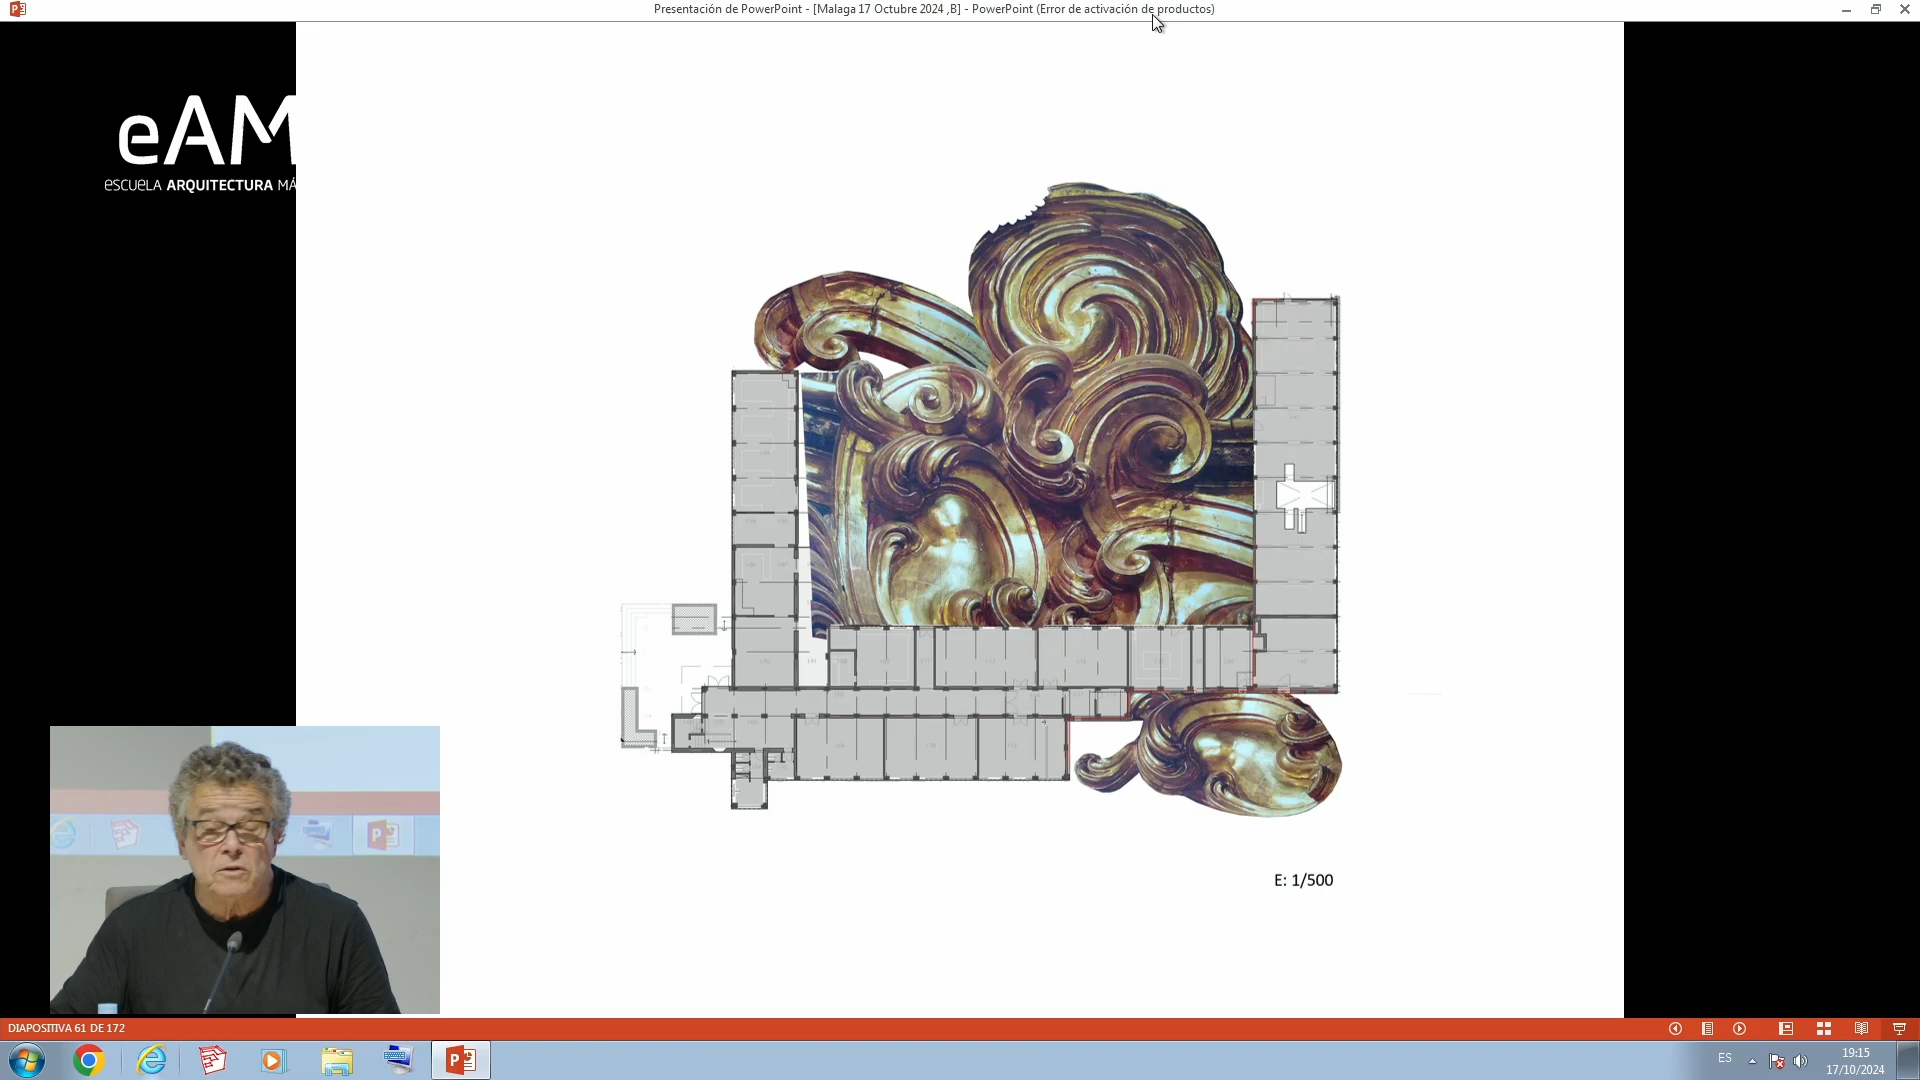 Presentación de PowerPoint - [Malaga 17 Octubre 2024 ,B] - PowerPoint (Error de activación de productos)
eAM
escuela ARQUITECTURA MÁ
E: 1/500
DIAPOSITIVA 61 DE 172
ES
19:15
17/10/2024